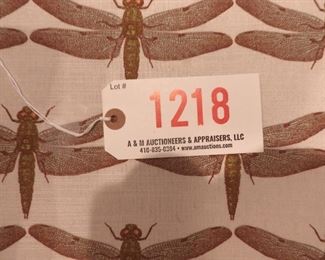 Lot #
1218
A & M AUCTIONEERS & APPRAISERS, LLC
410-835-0384 • www.amauctions.com